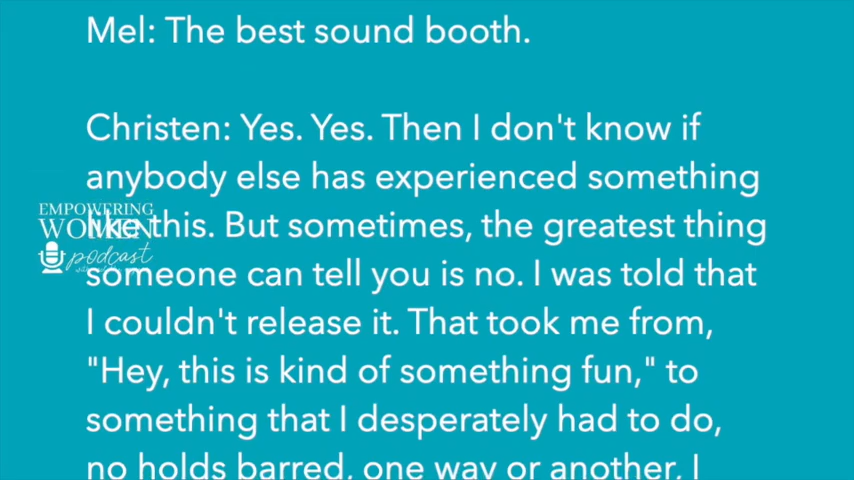 Mel: The best sound booth.
Christen: Yes. Yes. Then I don't know if
anybody else has experienced something
like this. But sometimes, the greatest thing
someone can tell you is no. I was told that
I couldn't release it. That took me from,
"Hey, this is kind of something fun," to
something that I desperately had to do,
no holds barred, one way or another, I
EMPOWERING
WOMEN
podcast